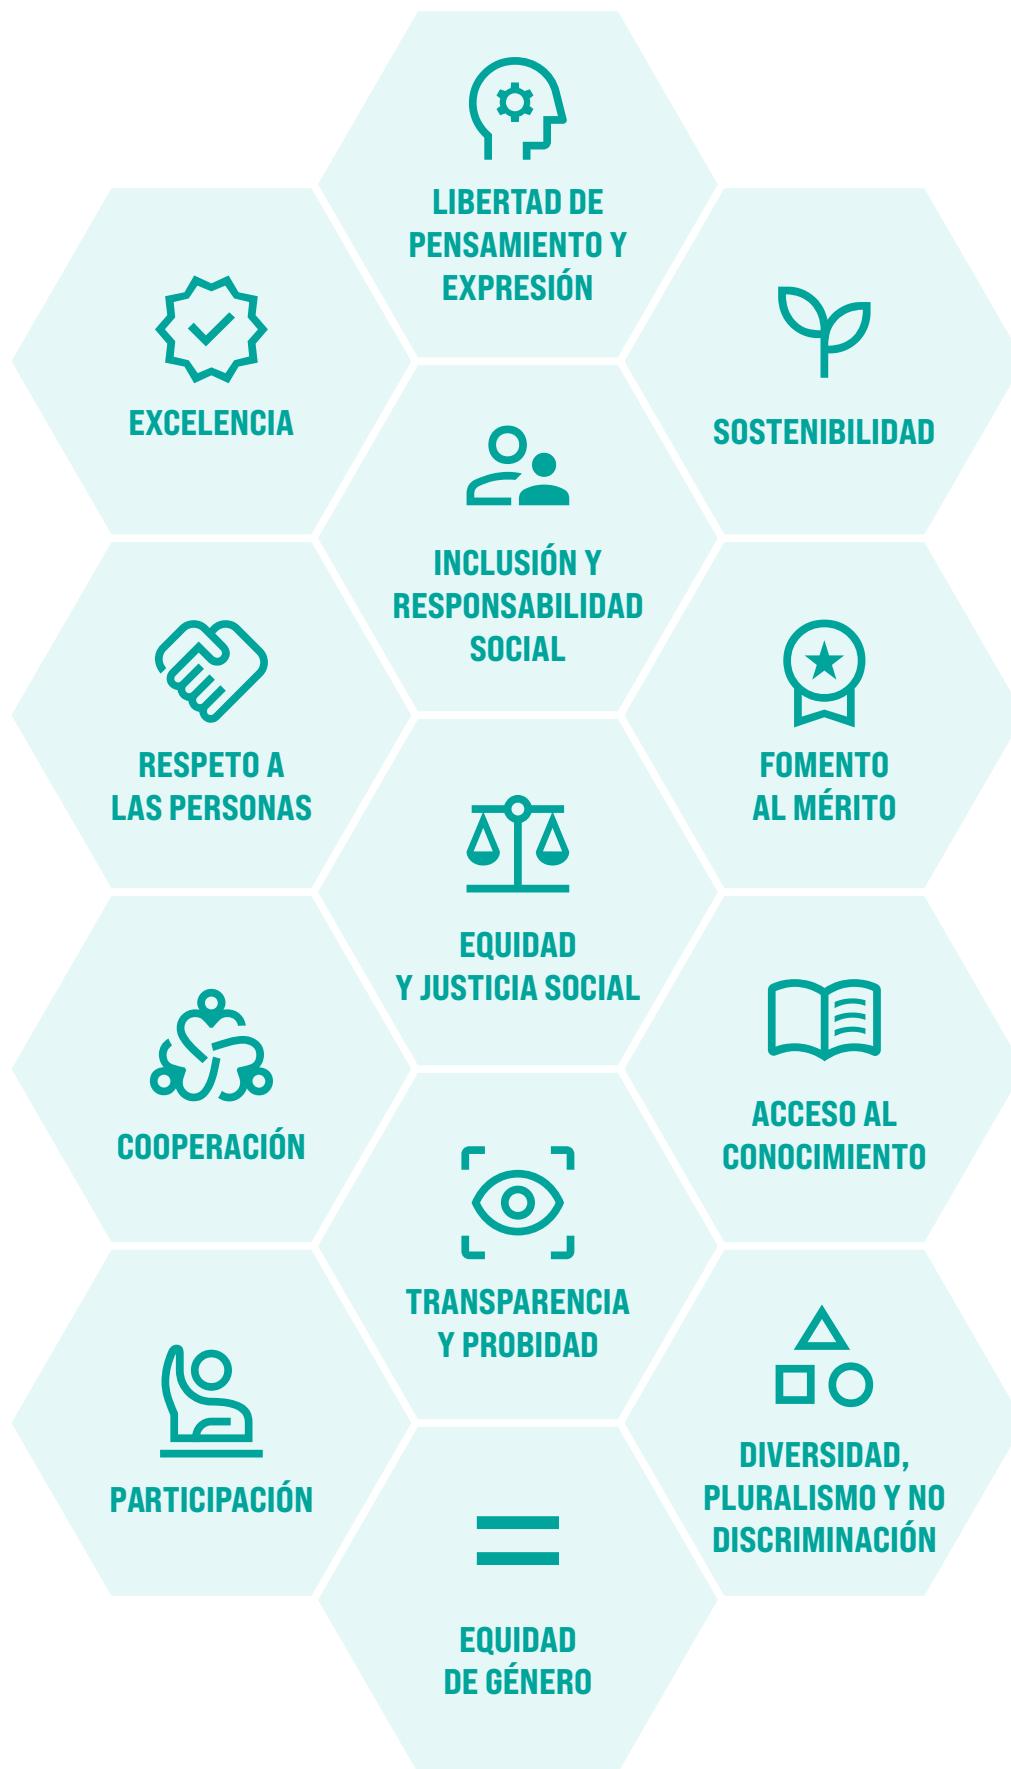 LIBERTAD DE
PENSAMIENTO Y
EXPRESIÓN
EXCELENCIA
SOSTENIBILIDAD
INCLUSIÓN Y
RESPONSABILIDAD
SOCIAL
RESPETO A
LAS PERSONAS
FOMENTO
AL MÉRITO
EQUIDAD
Y JUSTICIA SOCIAL
COOPERACIÓN
ACCESO AL
CONOCIMIENTO
TRANSPARENCIA
Y PROBIDAD
PARTICIPACIÓN
DIVERSIDAD,
PLURALISMO Y NO
DISCRIMINACIÓN
EQUIDAD
DE GÉNERO